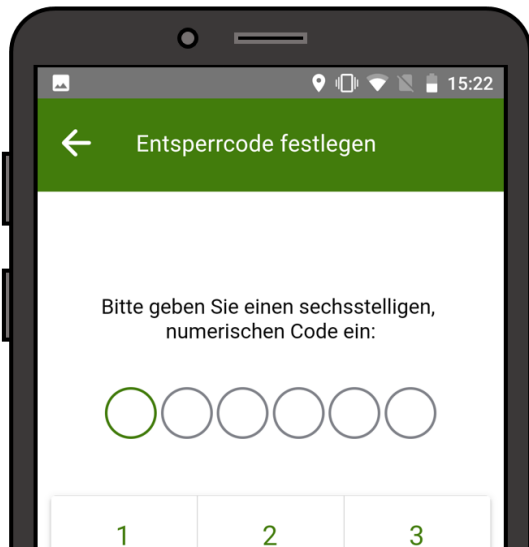 15:22
Entsperrcode festlegen
Bitte geben Sie einen sechsstelligen,
numerischen Code ein:
1 2 3